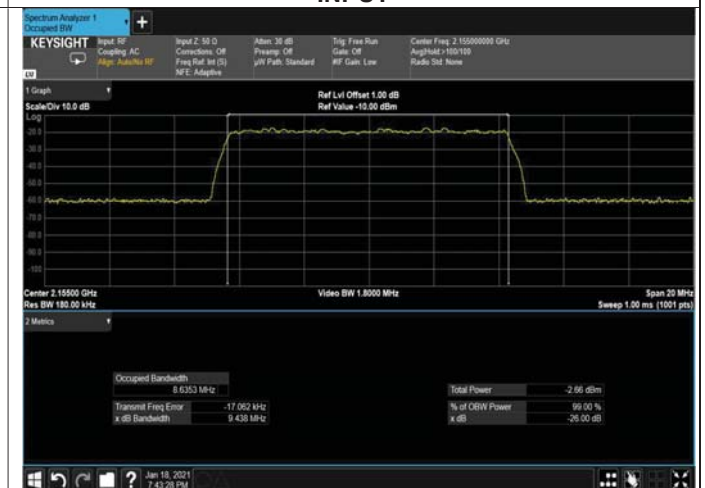 INPUT
Spectrum Analyzer 1
Occupied BW
+
KEYSIGHT
Input: RF
Coupling: AC
Align: Auto/No RF
Input Z: 50 Ω
Corrections: Off
Freq Ref: Int (S)
NFE: Adaptive
Atten: 30 dB
Preamp: Off
µW Path: Standard
Trig: Free Run
Gate: Off
#IF Gain: Low
Center Freq: 2.155000000 GHz
Avg|Hold:>100/100
Radio Std: None
1 Graph
Scale/Div 10.0 dB
Ref Lvl Offset 1.00 dB
Ref Value -10.00 dBm
Log
-20.0
-30.0
-40.0
-50.0
-60.0
-70.0
-80.0
-90.0
-100
Center 2.15500 GHz
Video BW 1.8000 MHz
Span 20 MHz
Res BW 180.00 kHz
Sweep 1.00 ms (1001 pts)
2 Metrics
Occupied Bandwidth
8.6353 MHz
Total Power -2.66 dBm
Transmit Freq Error -17.062 kHz
% of OBW Power 99.00 %
x dB Bandwidth 9.438 MHz
x dB -26.00 dB
? Jan 18, 2021
7:43:28 PM